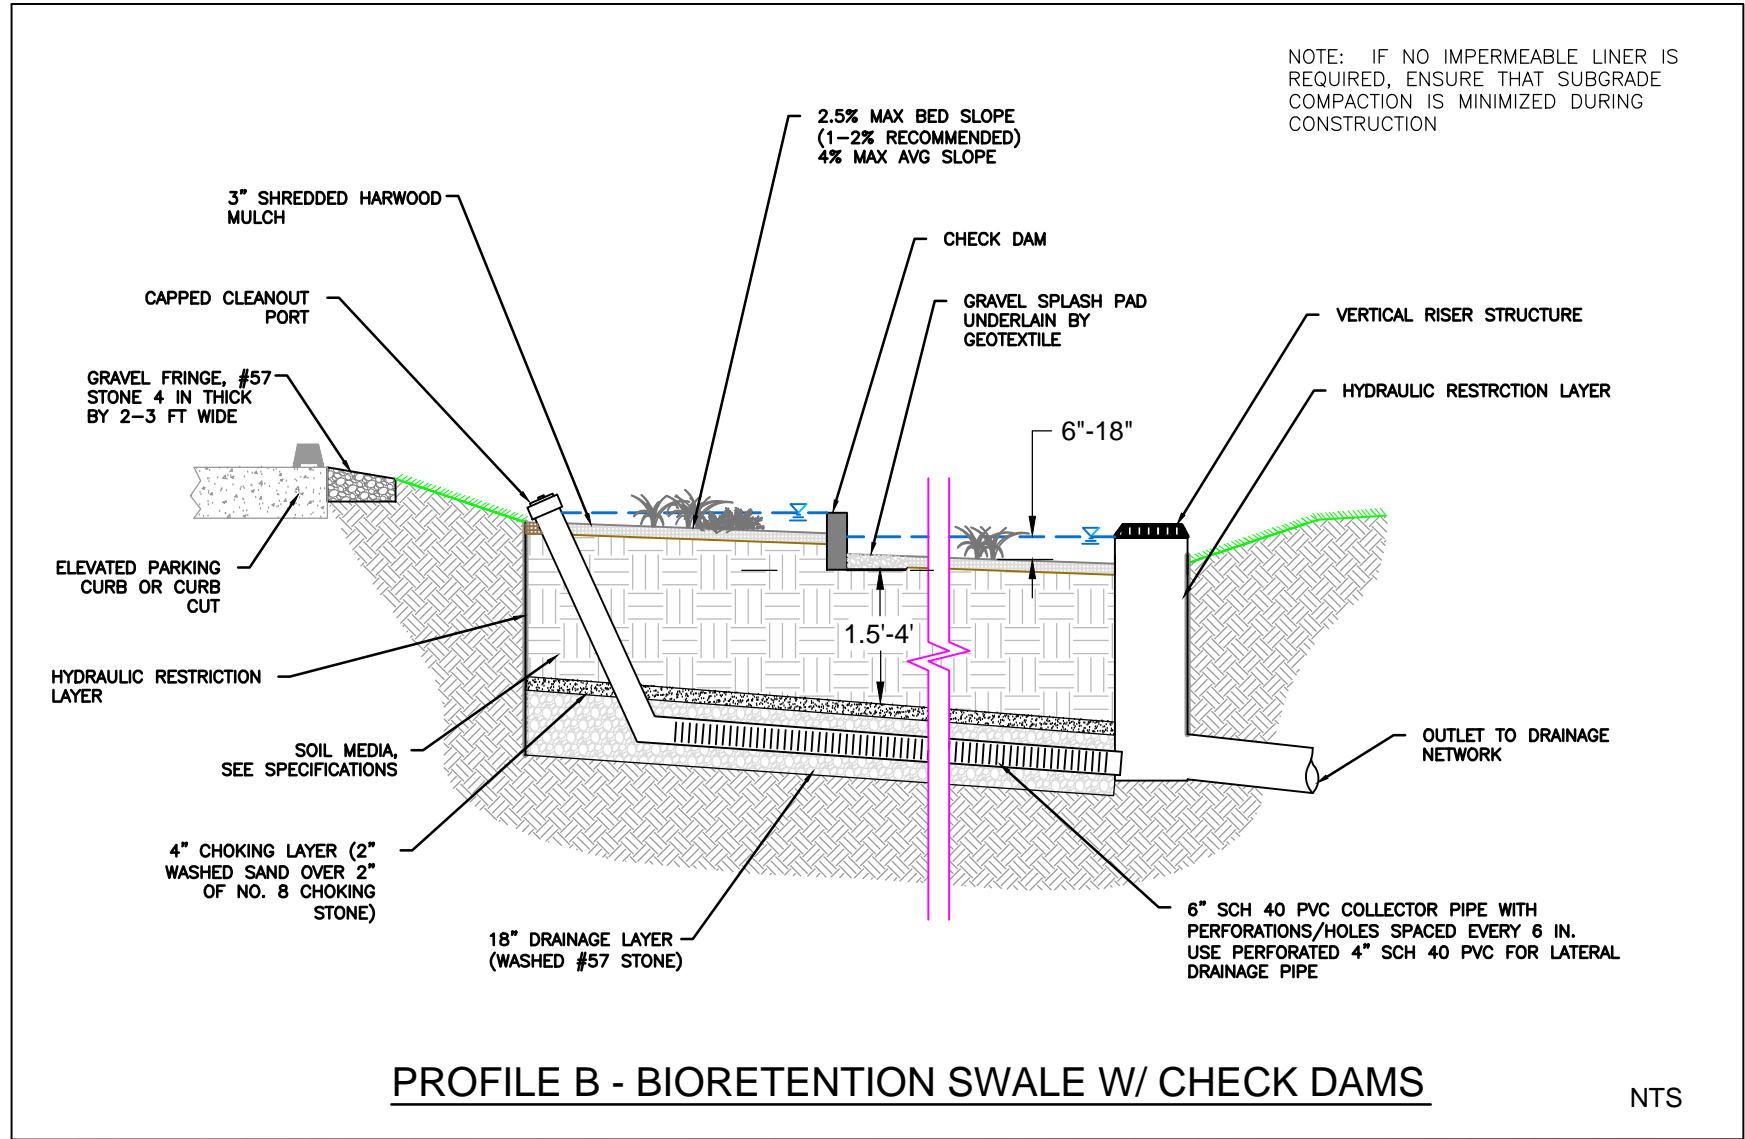 NOTE: IF NO IMPERMEABLE LINER IS
REQUIRED, ENSURE THAT SUBGRADE
COMPACTION IS MINIMIZED DURING
CONSTRUCTION
2.5% MAX BED SLOPE
(1-2% RECOMMENDED)
4% MAX AVG SLOPE
3" SHREDDED HARWOOD
MULCH
CHECK DAM
CAPPED CLEANOUT
PORT
GRAVEL SPLASH PAD
UNDERLAIN BY
GEOTEXTILE
VERTICAL RISER STRUCTURE
GRAVEL FRINGE, #57
STONE 4 IN THICK
BY 2-3 FT WIDE
HYDRAULIC RESTRCTION LAYER
6"-18"
ELEVATED PARKING
CURB OR CURB
CUT
1.5'-4'
HYDRAULIC RESTRICTION
LAYER
SOIL MEDIA,
SEE SPECIFICATIONS
OUTLET TO DRAINAGE
NETWORK
4" CHOKING LAYER (2"
WASHED SAND OVER 2"
OF NO. 8 CHOKING
STONE)
18" DRAINAGE LAYER
(WASHED #57 STONE)
6" SCH 40 PVC COLLECTOR PIPE WITH
PERFORATIONS/HOLES SPACED EVERY 6 IN.
USE PERFORATED 4" SCH 40 PVC FOR LATERAL
DRAINAGE PIPE
PROFILE B - BIORETENTION SWALE W/ CHECK DAMS
NTS